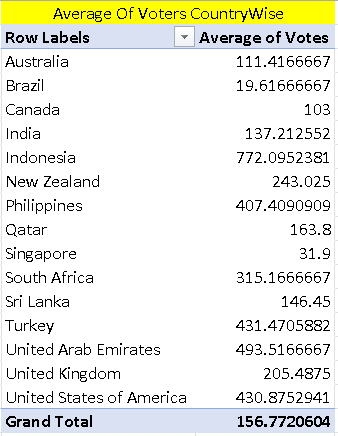 Average Of Voters CountryWise
Row Labels Average of Votes
Australia 111.4166667
Brazil 19.61666667
Canada 103
India 137.212552
Indonesia 772.0952381
New Zealand 243.025
Philippines 407.4090909
Qatar 163.8
Singapore 31.9
South Africa 315.1666667
Sri Lanka 146.45
Turkey 431.4705882
United Arab Emirates 493.5166667
United Kingdom 205.4875
United States of America 430.8752941
Grand Total 156.7720604